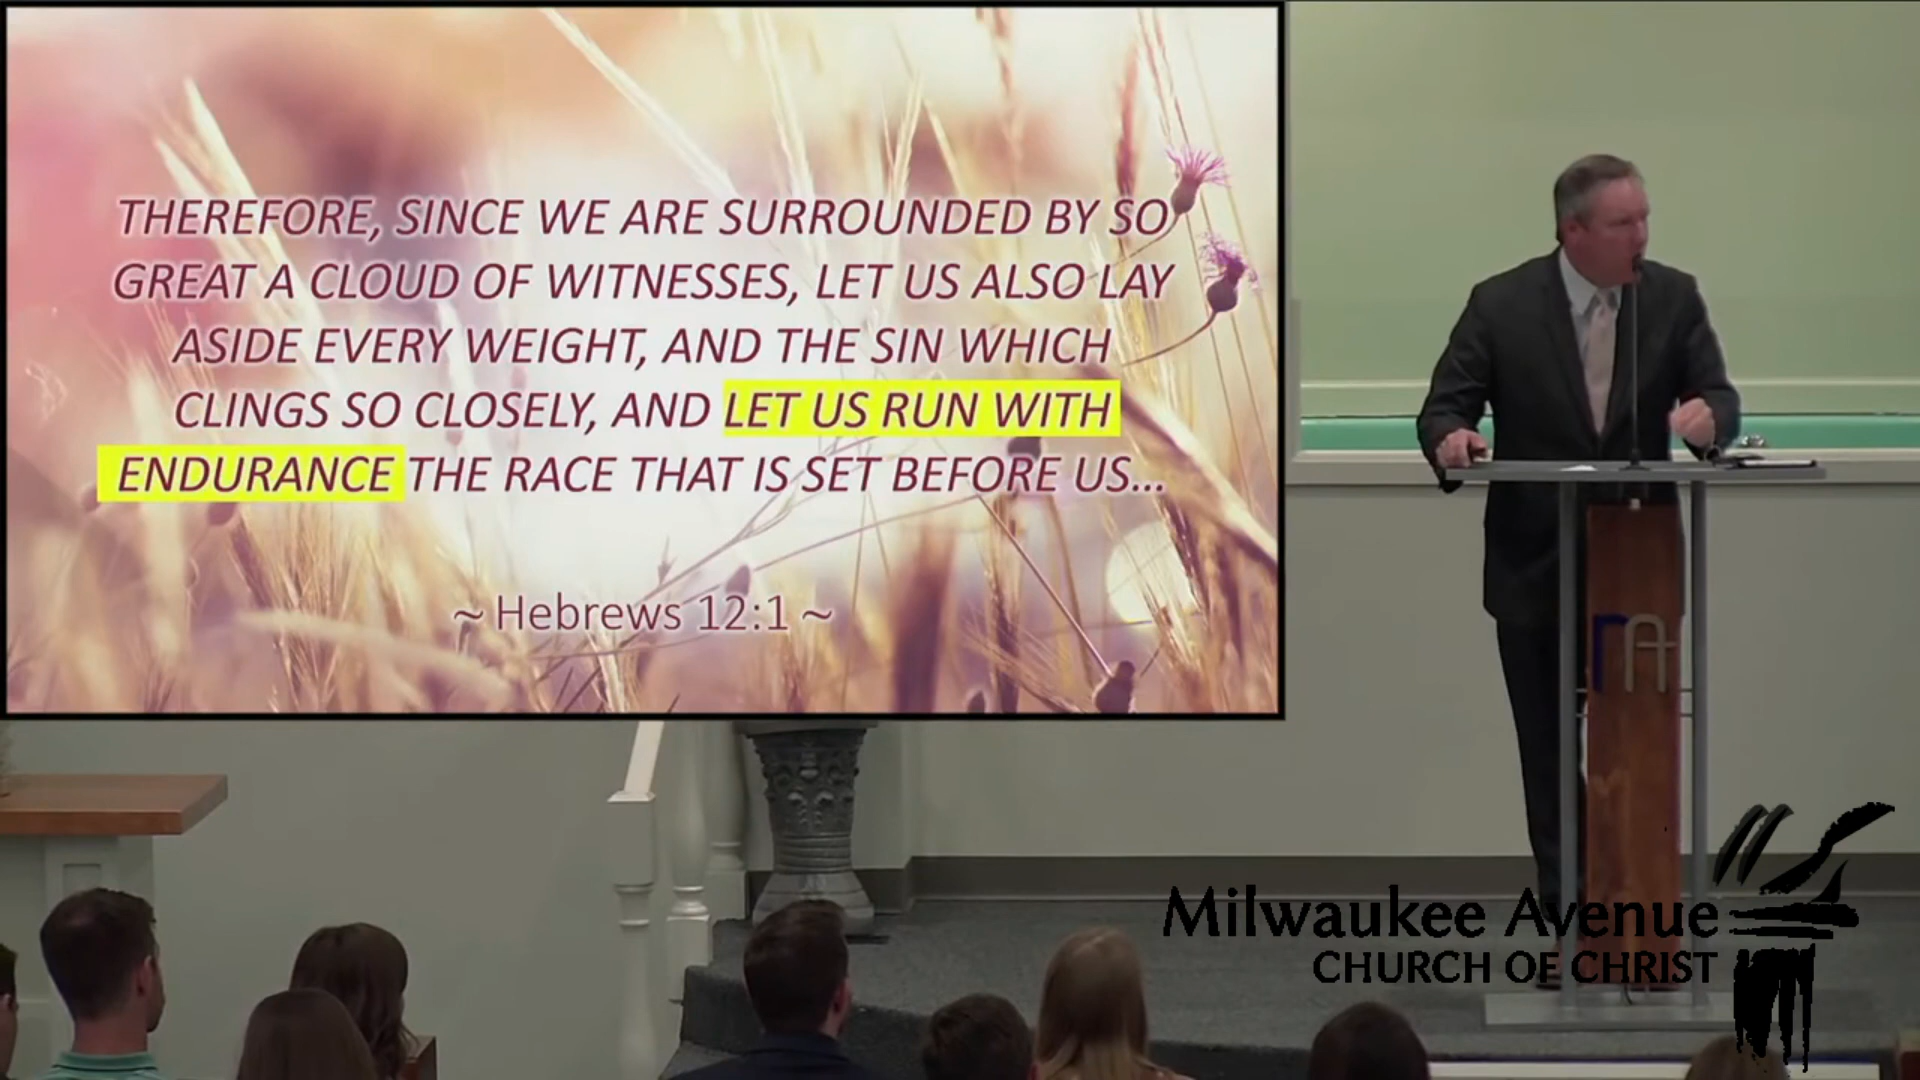 THEREFORE, SINCE WE ARE SURROUNDED BY SO
GREAT A CLOUD OF WITNESSES, LET US ALSO LAY
ASIDE EVERY WEIGHT, AND THE SIN WHICH
CLINGS SO CLOSELY, AND LET US RUN WITH
ENDURANCE THE RACE THAT IS SET BEFORE US...
~ Hebrews 12:1 ~
Milwaukee Avenue
CHURCH OF CHRIST